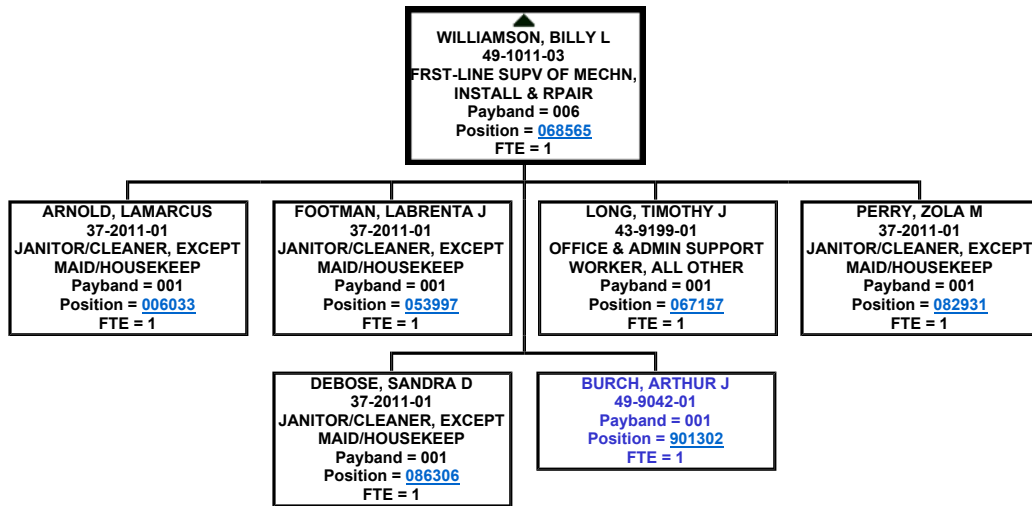 WILLIAMSON, BILLY L
49-1011-03
FRST-LINE SUPV OF MECHN,
INSTALL & RPAIR
Payband = 006
Position = 068565
FTE = 1
ARNOLD, LAMARCUS
37-2011-01
JANITOR/CLEANER, EXCEPT
MAID/HOUSEKEEP
Payband = 001
Position = 006033
FTE = 1
FOOTMAN, LABRENTA J
37-2011-01
JANITOR/CLEANER, EXCEPT
MAID/HOUSEKEEP
Payband = 001
Position = 053997
FTE = 1
LONG, TIMOTHY J
43-9199-01
OFFICE & ADMIN SUPPORT
WORKER, ALL OTHER
Payband = 001
Position = 067157
FTE = 1
PERRY, ZOLA M
37-2011-01
JANITOR/CLEANER, EXCEPT
MAID/HOUSEKEEP
Payband = 001
Position = 082931
FTE = 1
DEBOSE, SANDRA D
37-2011-01
JANITOR/CLEANER, EXCEPT
MAID/HOUSEKEEP
Payband = 001
Position = 086306
FTE = 1
BURCH, ARTHUR J
49-9042-01
Payband = 001
Position = 901302
FTE = 1